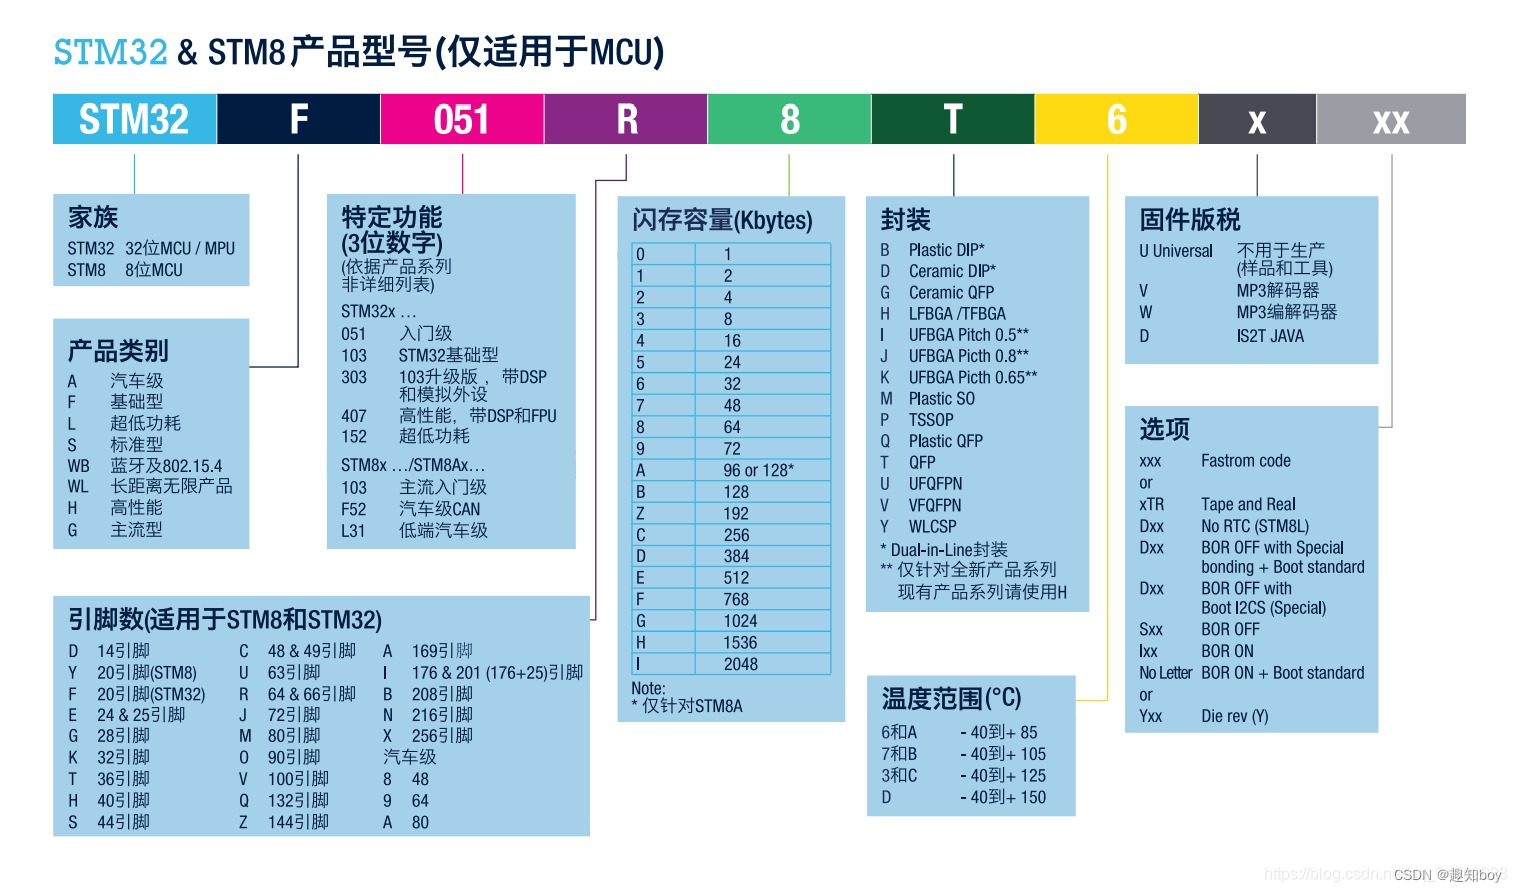 STM32 & STM8 产品型号(仅适用于MCU)
STM32 F 051 R 8 T 6 x xx
家族
STM32 32位MCU / MPU
STM8 8位MCU
产品类别
A 汽车级
F 基础型
L 超低功耗
S 标准型
WB 蓝牙及802.15.4
WL 长距离无限产品
H 高性能
G 主流型
特定功能
(3位数字)
(依据产品系列
非详细列表)
STM32x …
051 入门级
103 STM32基础型
303 103升级版 ，带DSP
和模拟外设
407 高性能，带DSP和FPU
152 超低功耗
STM8x …/STM8Ax…
103 主流入门级
F52 汽车级CAN
L31 低端汽车级
引脚数(适用于STM8和STM32)
D 14引脚 C 48 & 49引脚 A 169引脚
Y 20引脚(STM8) U 63引脚 I 176 & 201 (176+25)引脚
F 20引脚(STM32) R 64 & 66引脚 B 208引脚
E 24 & 25引脚 J 72引脚 N 216引脚
G 28引脚 M 80引脚 X 256引脚
K 32引脚 O 90引脚 汽车级
T 36引脚 V 100引脚 8 48
H 40引脚 Q 132引脚 9 64
S 44引脚 Z 144引脚 A 80
闪存容量(Kbytes)
0 1
1 2
2 4
3 8
4 16
5 24
6 32
7 48
8 64
9 72
A 96 or 128*
B 128
Z 192
C 256
D 384
E 512
F 768
G 1024
H 1536
I 2048
Note:
* 仅针对STM8A
封装
B Plastic DIP*
D Ceramic DIP*
G Ceramic QFP
H LFBGA /TFBGA
I UFBGA Pitch 0.5**
J UFBGA Picth 0.8**
K UFBGA Picth 0.65**
M Plastic SO
P TSSOP
Q Plastic QFP
T QFP
U UFQFPN
V VFQFPN
Y WLCSP
* Dual-in-Line封装
** 仅针对全新产品系列
现有产品系列请使用H
温度范围(°C)
6和A - 40到+ 85
7和B - 40到+ 105
3和C - 40到+ 125
D - 40到+ 150
固件版税
U Universal 不用于生产
(样品和工具)
V MP3解码器
W MP3编解码器
D IS2T JAVA
选项
xxx Fastrom code
or
xTR Tape and Real
Dxx No RTC (STM8L)
Dxx BOR OFF with Special
bonding + Boot standard
Dxx BOR OFF with
Boot I2CS (Special)
Sxx BOR OFF
Ixx BOR ON
No Letter BOR ON + Boot standard
or
Yxx Die rev (Y)
https://blog.csdn.n
CSDN @趣知boy